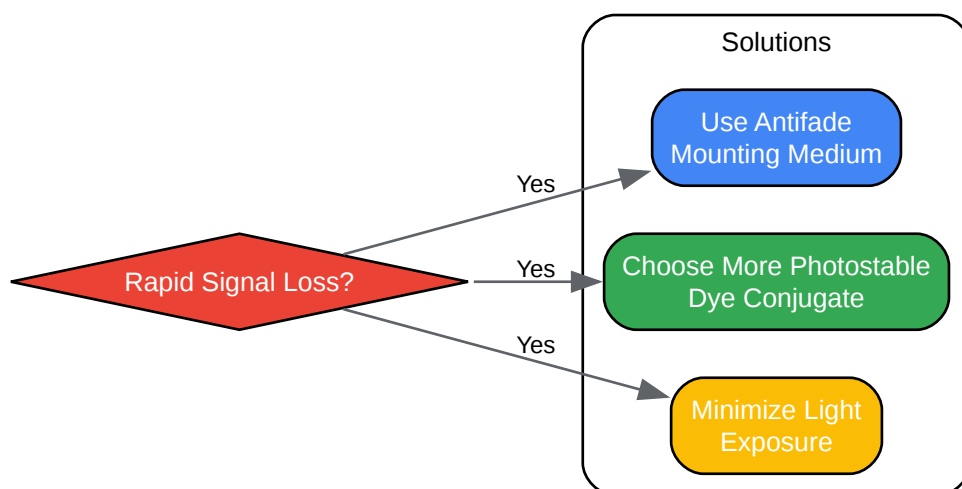 Solutions
Use Antifade
Mounting Medium
Yes
Rapid Signal Loss?
Yes
Choose More Photostable
Dye Conjugate
Yes
Minimize Light
Exposure